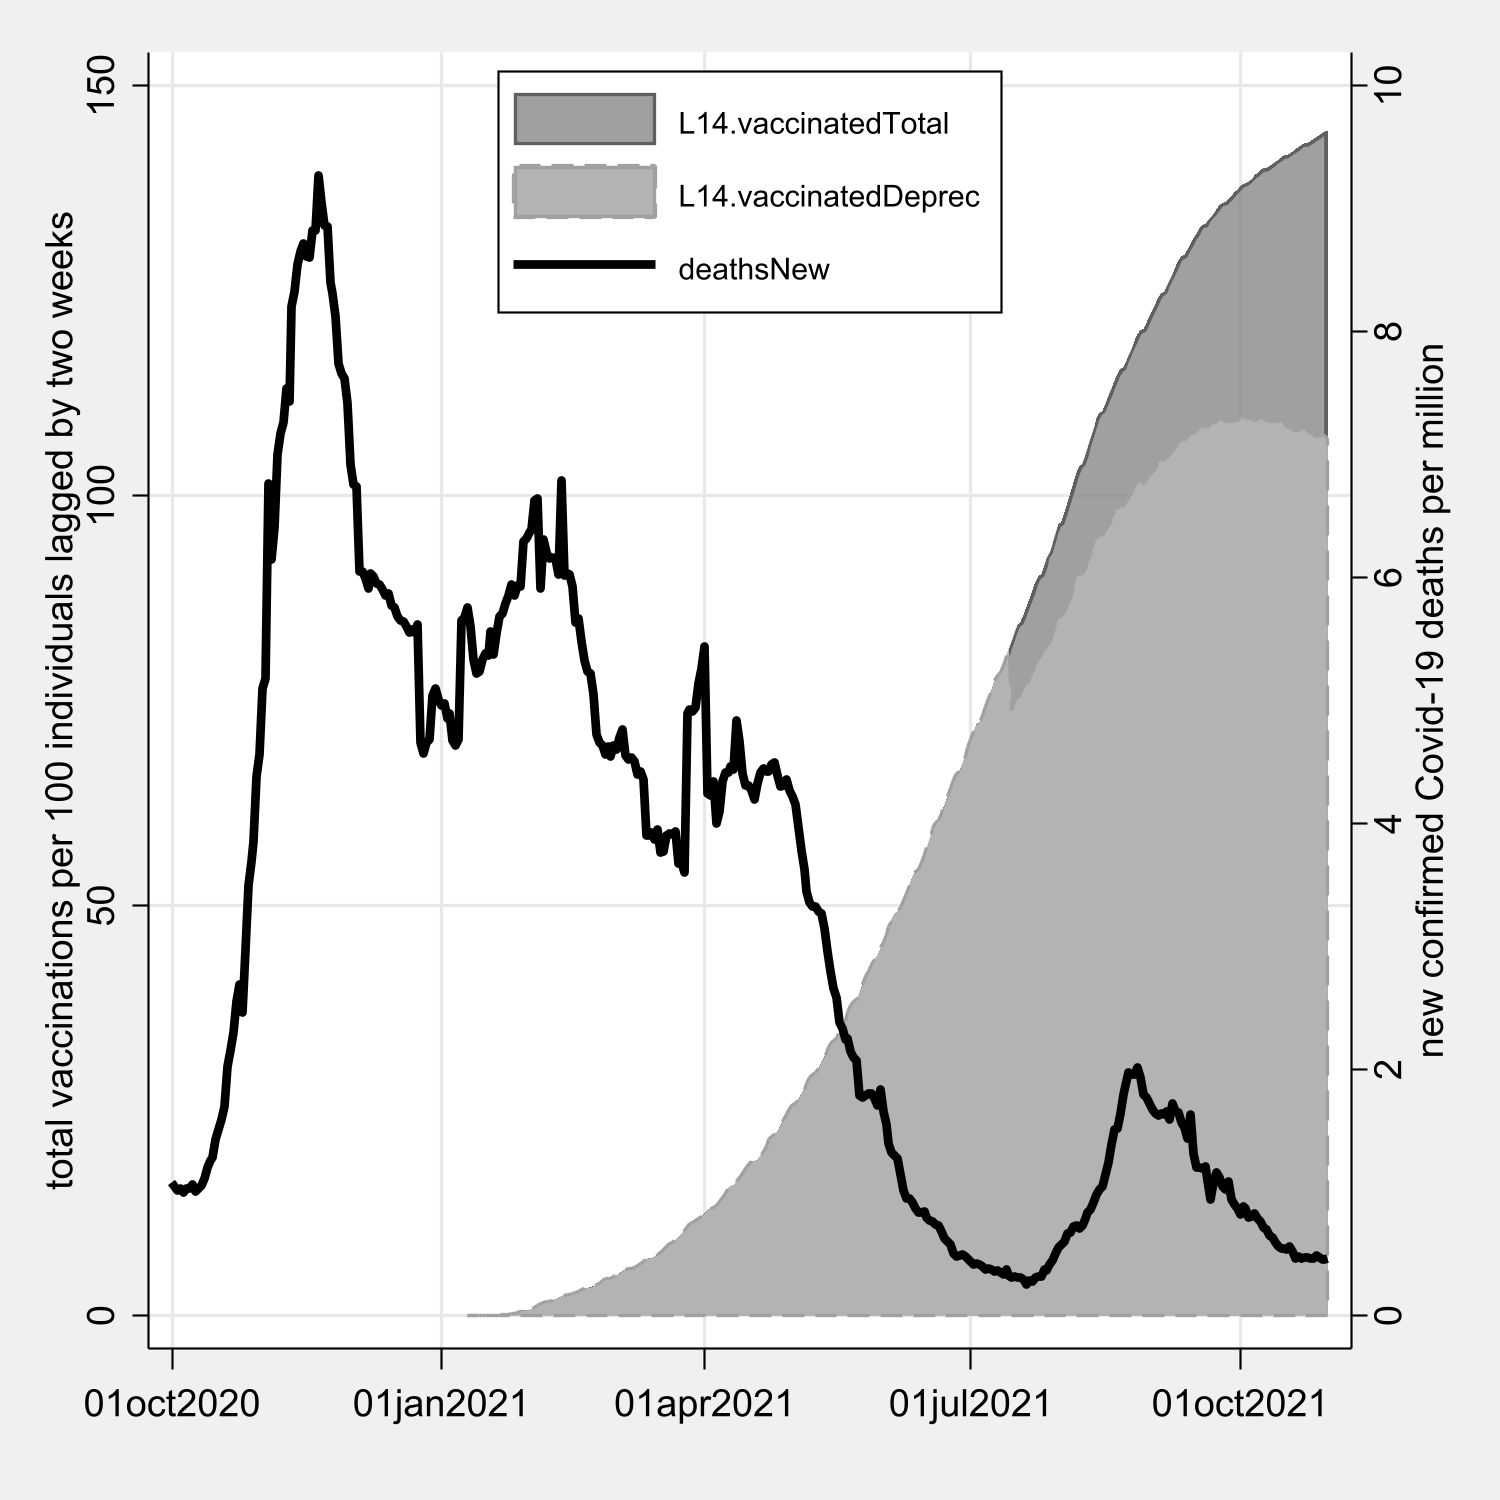 L14.vaccinatedTotal
L14.vaccinatedDeprec
deathsNew
total vaccinations per 100 individuals lagged by two weeks
150
100
50
0
10
8
6
4
2
0
new confirmed Covid-19 deaths per million
01oct2020 01jan2021 01apr2021 01jul2021 01oct2021